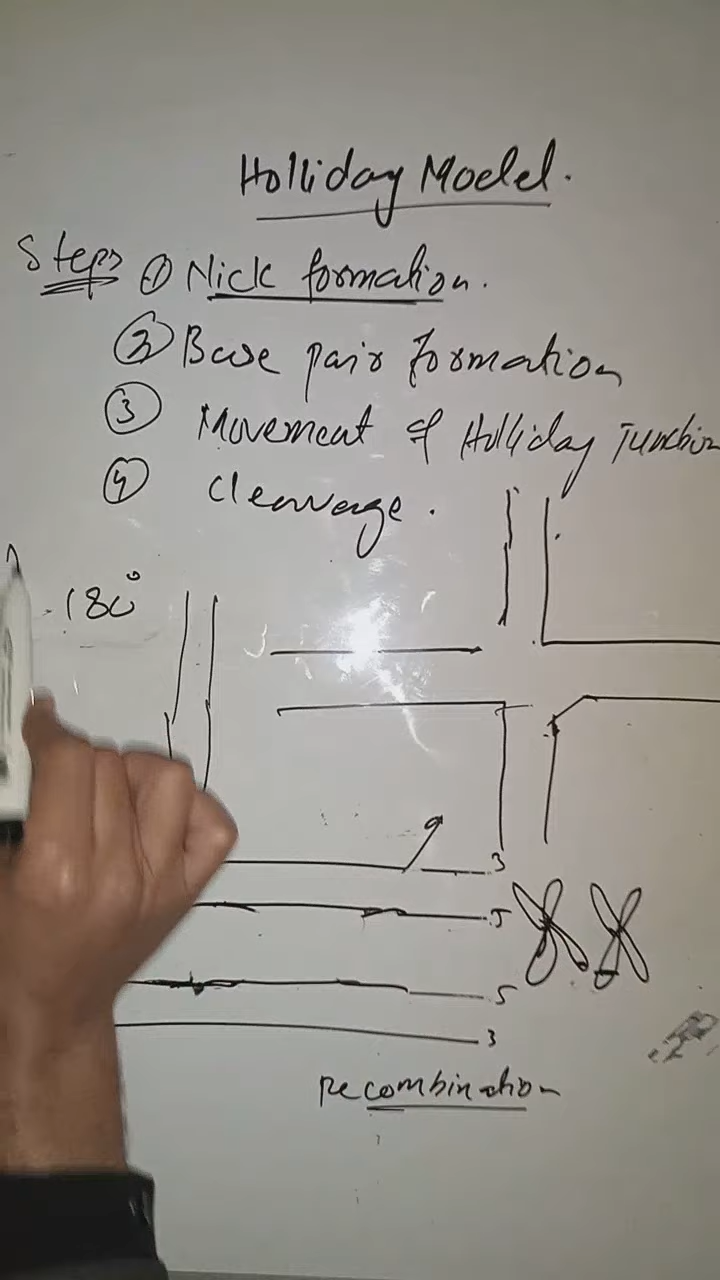 Holliday Model.
Steps ① Nick formation.
② Base pair formation
③ Movement of Holliday Junction
④ Cleavage.
180°
3
5
5
3
Recombination